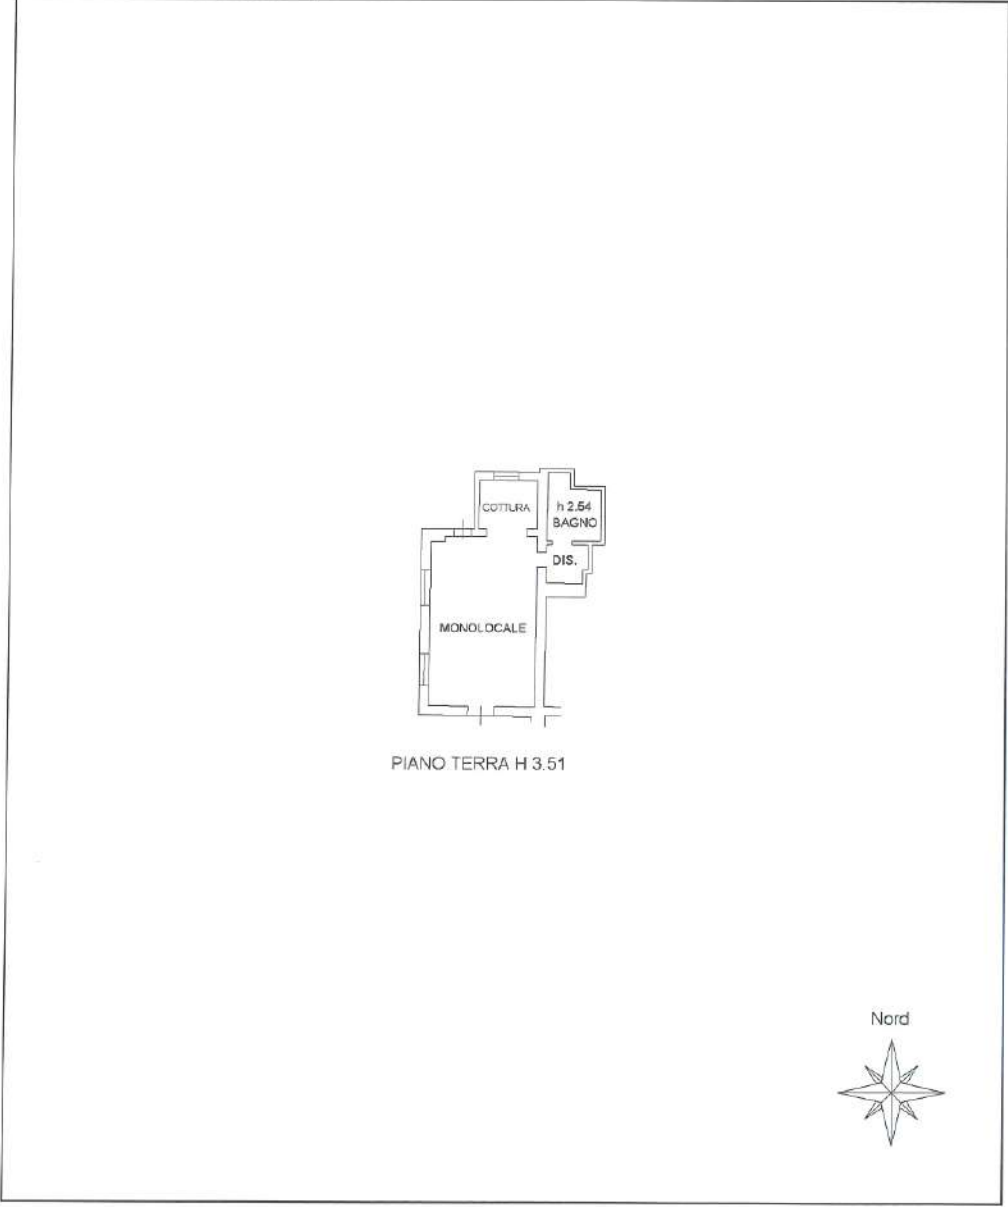 COTTURA
h 2.54
BAGNO
DIS.
MONOLOCALE
PIANO TERRA H 3.51
Nord